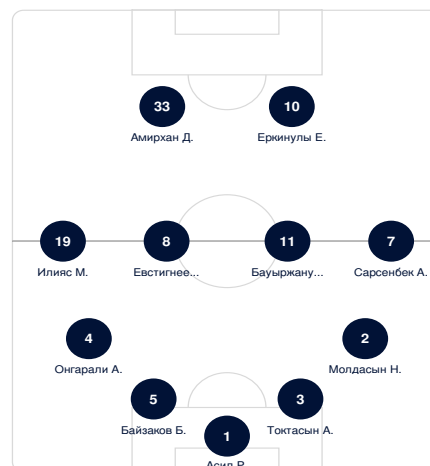 33 10
Амирхан Д. Еркинулы Е.
19 8 11 7
Илияс М. Евстигнее... Бауыржану... Сарсенбек А.
4 2
Онгарали А. Молдасын Н.
5 3
Байзаков Б. Токтасын А.
1
Асил Р.